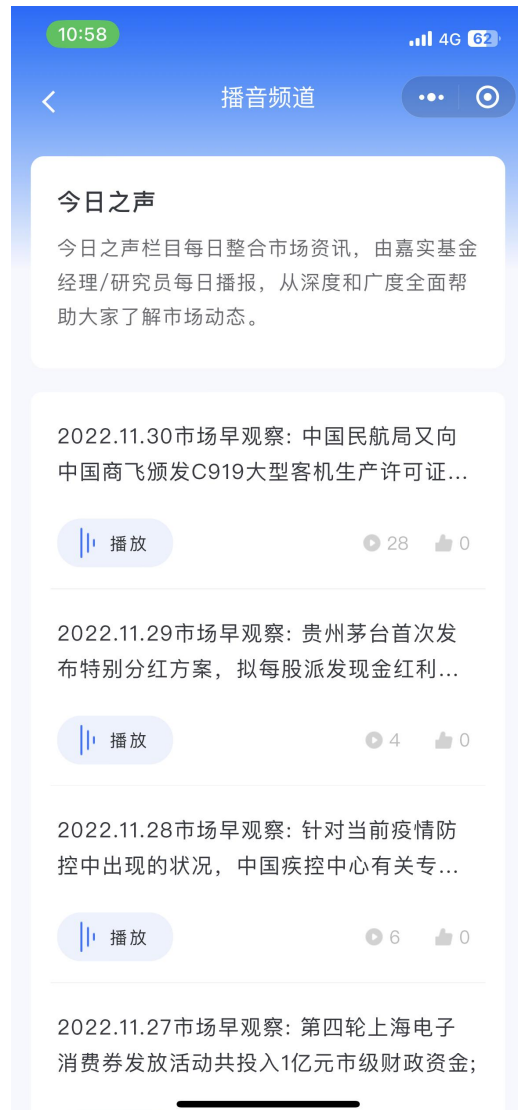 10:58
4G 62
播音频道
今日之声
今日之声栏目每日整合市场资讯，由嘉实基金
经理/研究员每日播报，从深度和广度全面帮
助大家了解市场动态。
2022.11.30市场早观察: 中国民航局又向
中国商飞颁发C919大型客机生产许可证...
播放
28 0
2022.11.29市场早观察: 贵州茅台首次发
布特别分红方案，拟每股派发现金红利...
播放
4 0
2022.11.28市场早观察: 针对当前疫情防
控中出现的状况，中国疾控中心有关专...
播放
6 0
2022.11.27市场早观察: 第四轮上海电子
消费券发放活动共投入1亿元市级财政资金;